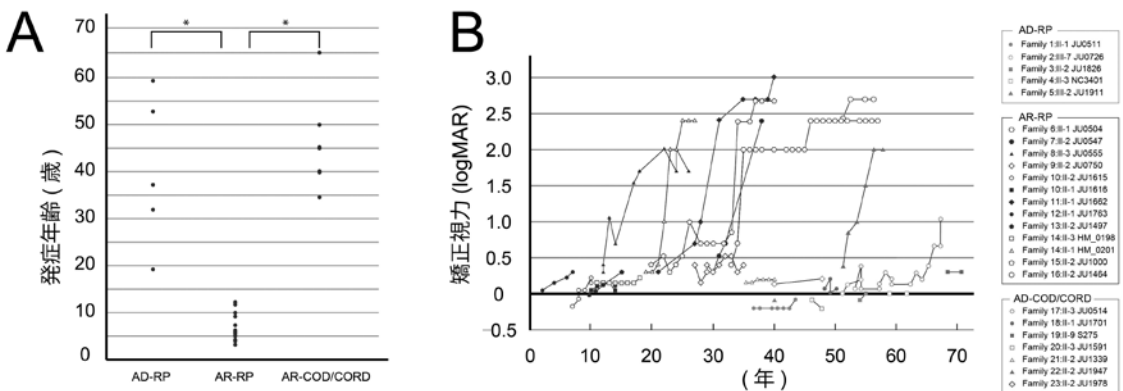 A
70
60
50
40
30
20
10
0
発症年齢(歳)
*
*
AD-RP
AR-RP
AR-COD/CORD
B
3.0
2.5
2.0
1.5
1.0
0.5
0
-0.5
矯正視力 (logMAR)
0
10
20
30
40
50
60
70
(年)
AD-RP
Family 1:II-1 JU0511
Family 2:III-7 JU0726
Family 3:II-2 JU1826
Family 4:II-3 NC3401
Family 5:III-2 JU1911
AR-RP
Family 6:II-1 JU0504
Family 7:II-2 JU0547
Family 8:II-3 JU0555
Family 9:II-2 JU0750
Family 10:II-2 JU1615
Family 10:II-1 JU1616
Family 11:II-1 JU1662
Family 12:II-1 JU1763
Family 13:II-2 JU1497
Family 14:II-3 HM_0198
Family 14:II-1 HM_0201
Family 15:II-2 JU1000
Family 16:II-2 JU1464
AD-COD/CORD
Family 17:II-3 JU0514
Family 18:II-1 JU1701
Family 19:II-9 S275
Family 20:II-3 JU1591
Family 21:II-2 JU1339
Family 22:II-2 JU1947
Family 23:II-2 JU1978